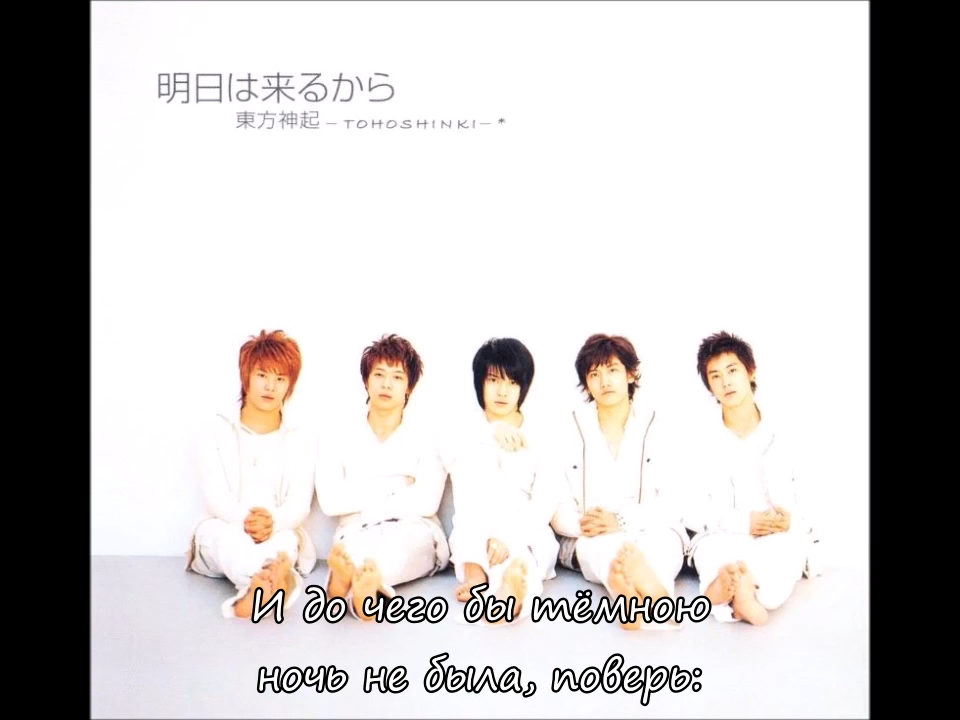 明日は来るから
東方神起 – TOHOSHINKI – *
И до чего бы тёмною
ночь не была, поверь: